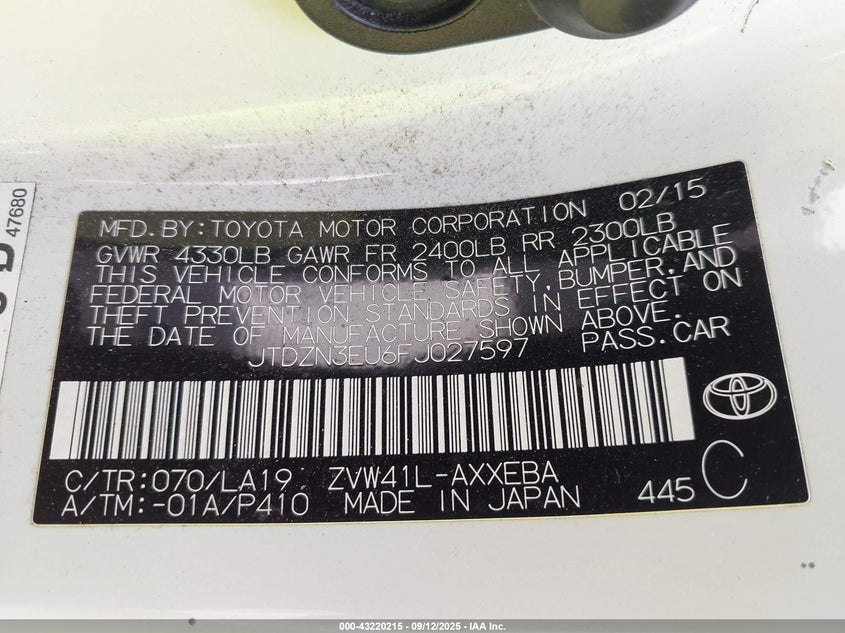 47680
MFD.BY:TOYOTA MOTOR CORPORATION 02/15
GVWR 4330LB GAWR FR 2400LB RR 2300LB
THIS VEHICLE CONFORMS TO ALL APPLICABLE
FEDERAL MOTOR VEHICLE SAFETY,BUMPER,AND
THEFT PREVENTION STANDARDS IN EFFECT ON
THE DATE OF MANUFACTURE SHOWN ABOVE.
JTDZN3EU6FJ027597 PASS.CAR
C/TR:070/LA19 ZVW41L-AXXEBA
A/TM:-01A/P410 MADE IN JAPAN 445 C
000-43220215 - 09/12/2025 - IAA Inc.